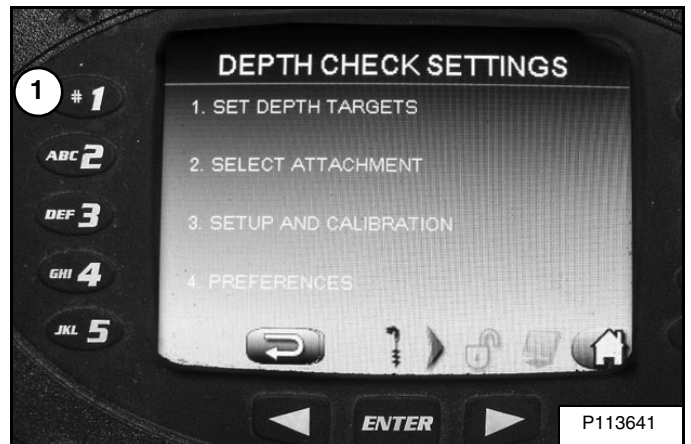 DEPTH CHECK SETTINGS
1
# 1
1. SET DEPTH TARGETS
ABC 2
2. SELECT ATTACHMENT
DEF 3
3. SETUP AND CALIBRATION
GHI 4
4. PREFERENCES
JKL 5
ENTER
P113641